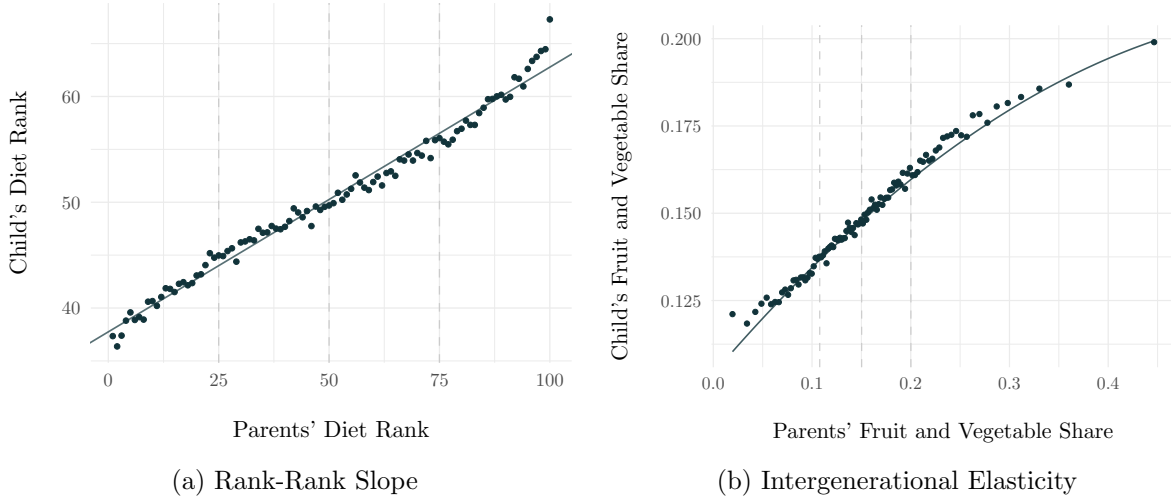 Child's Diet Rank
60
50
40
0
25
50
75
100
Parents' Diet Rank
(a) Rank-Rank Slope
Child's Fruit and Vegetable Share
0.200
0.175
0.150
0.125
0.0
0.1
0.2
0.3
0.4
Parents' Fruit and Vegetable Share
(b) Intergenerational Elasticity